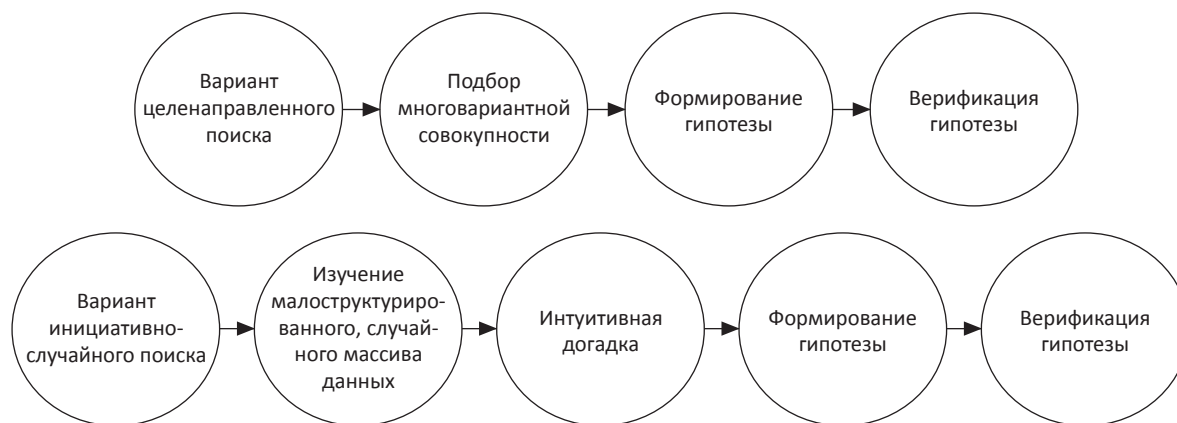 Вариант
целенаправленного
поиска
Подбор
многовариантной
совокупности
Формирование
гипотезы
Верификация
гипотезы
Вариант
инициативно-
случайного поиска
Изучение
малоструктуриро-
ванного, случай-
ного массива
данных
Интуитивная
догадка
Формирование
гипотезы
Верификация
гипотезы